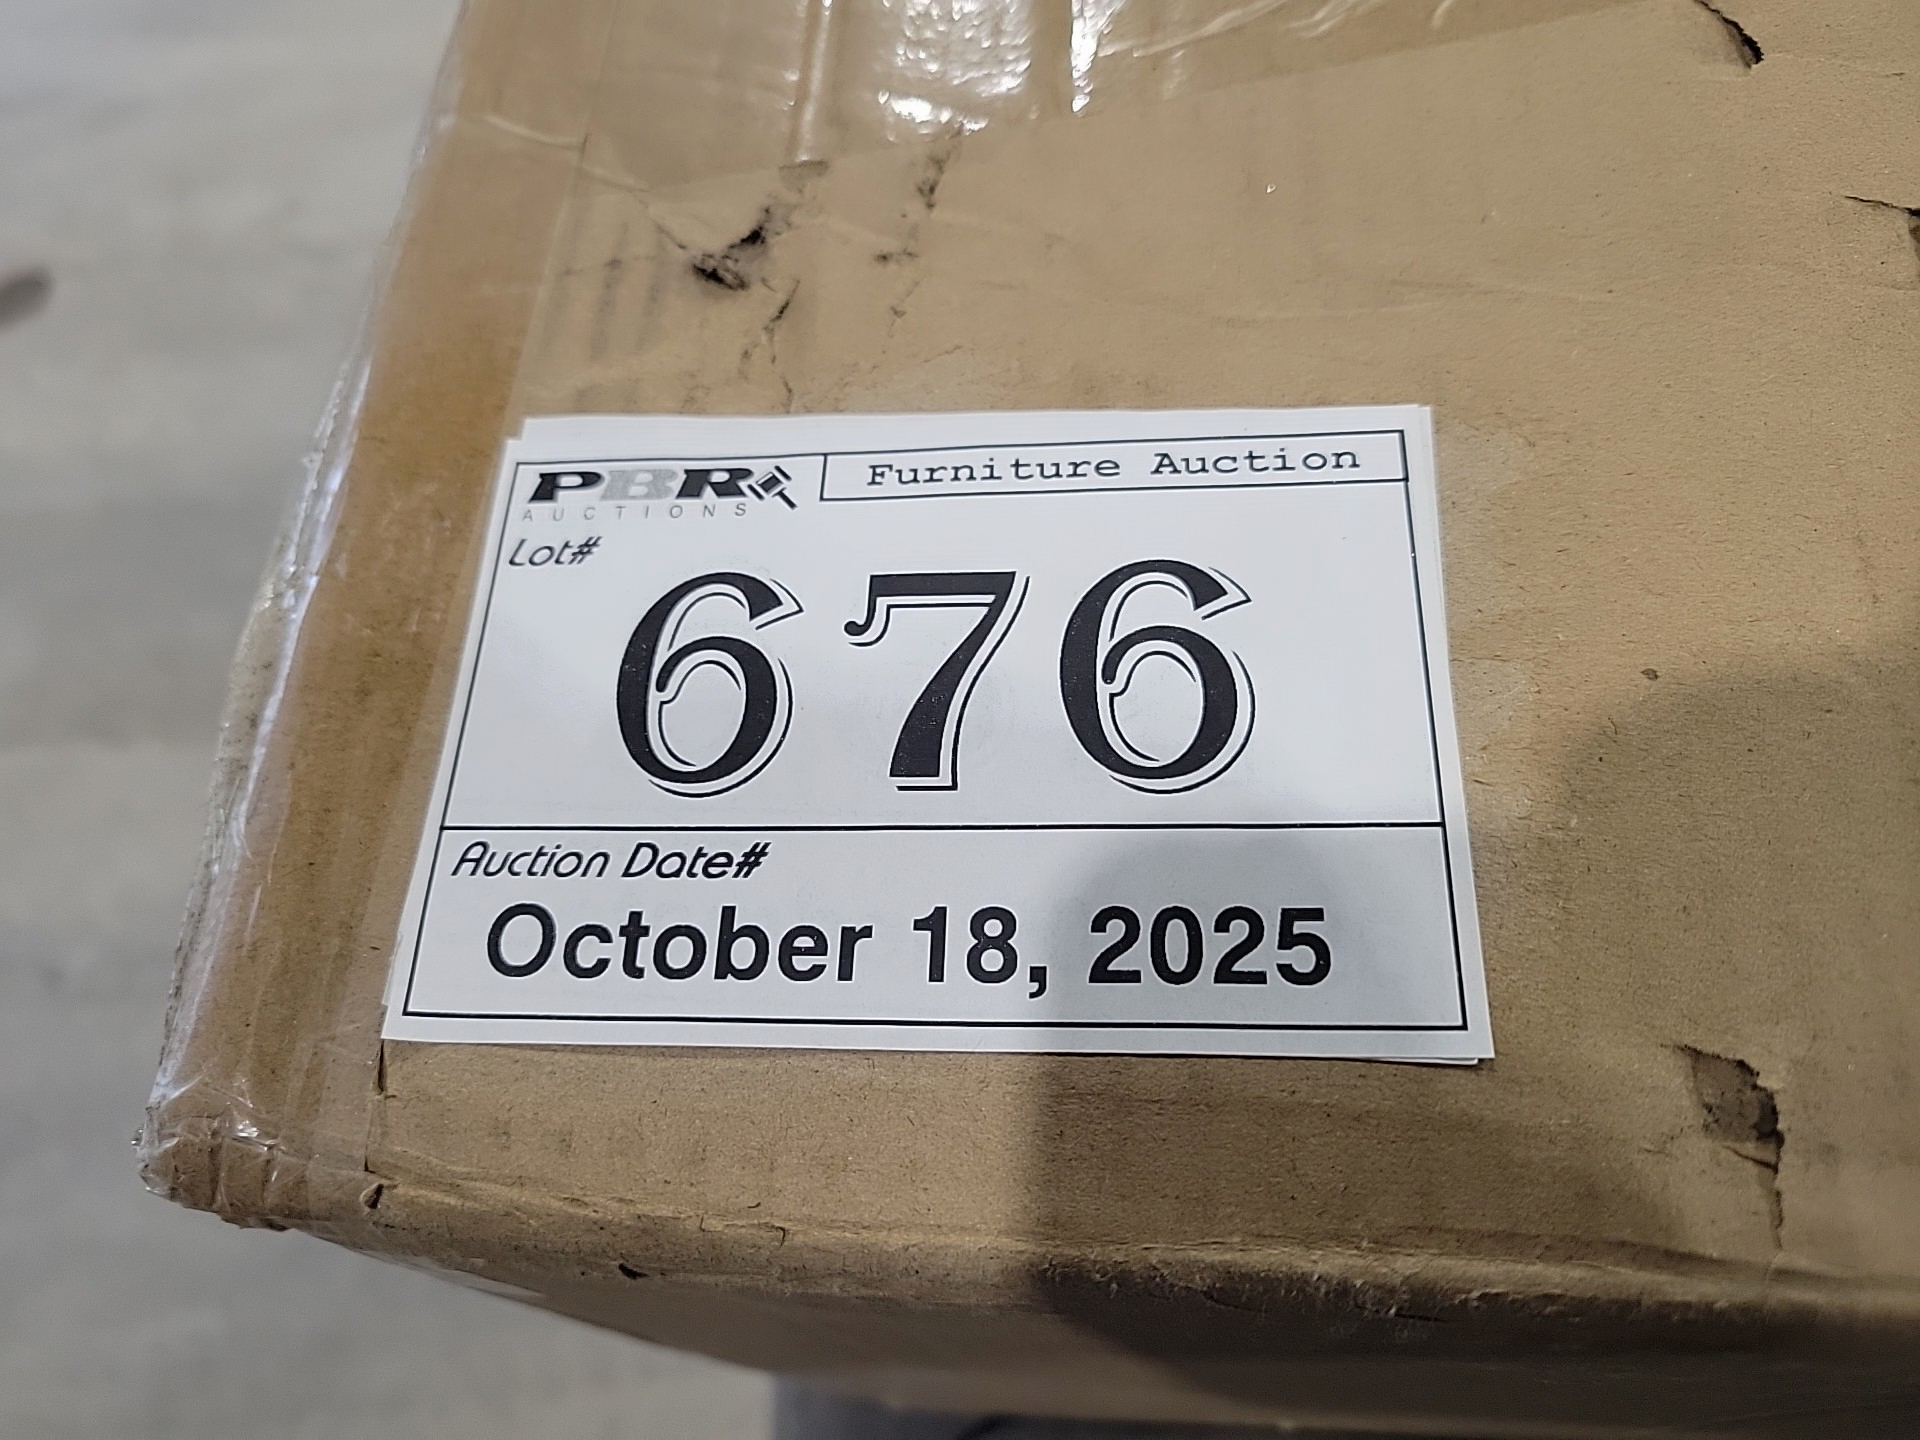 PBR
AUCTIONS
Furniture Auction
Lot#
676
Auction Date#
October 18, 2025